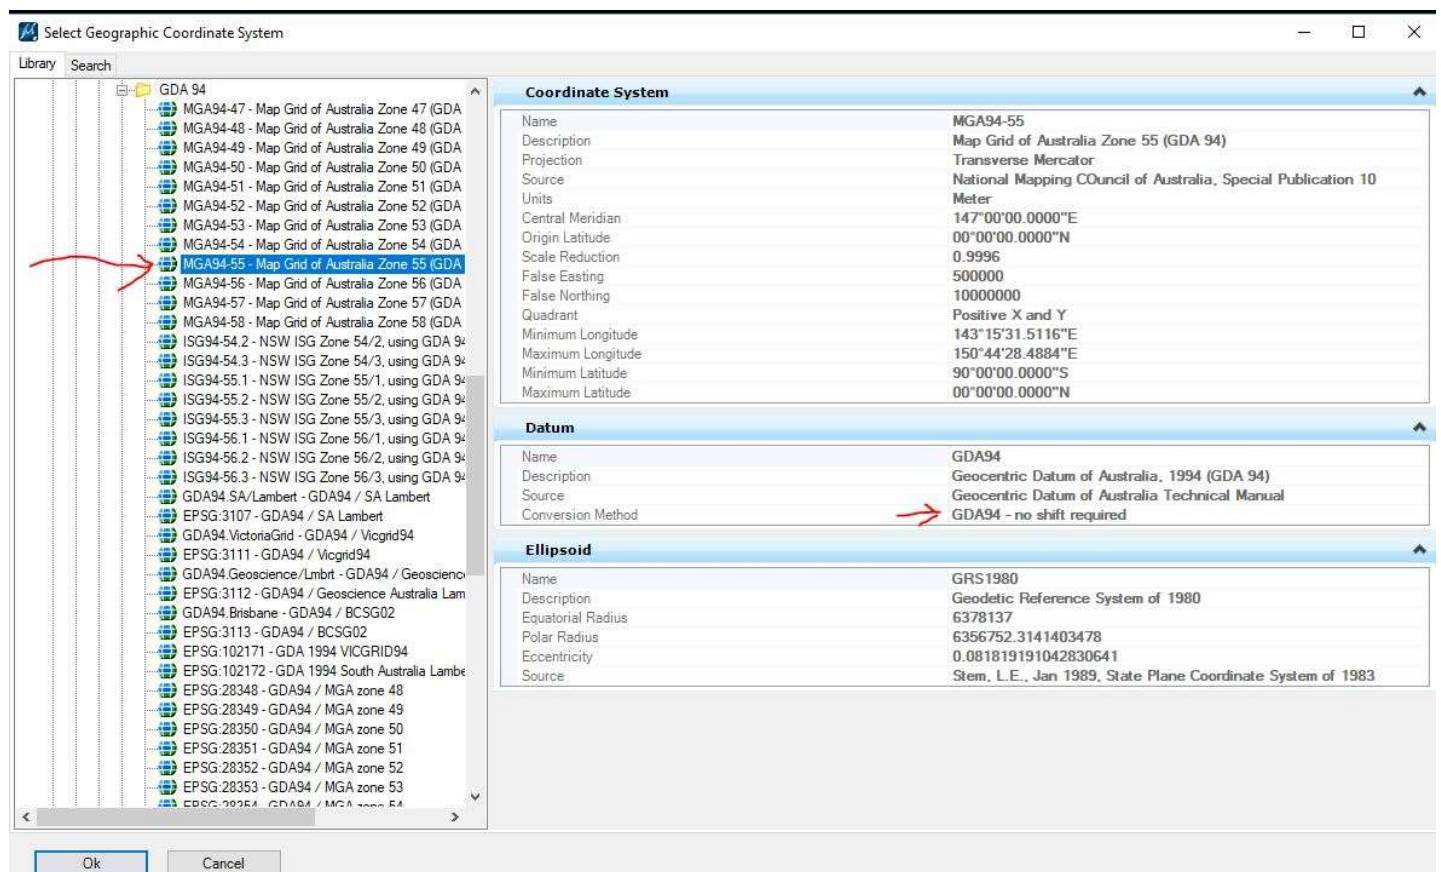 Select Geographic Coordinate System
Library Search
GDA 94
MGA94-47 - Map Grid of Australia Zone 47 (GDA
MGA94-48 - Map Grid of Australia Zone 48 (GDA
MGA94-49 - Map Grid of Australia Zone 49 (GDA
MGA94-50 - Map Grid of Australia Zone 50 (GDA
MGA94-51 - Map Grid of Australia Zone 51 (GDA
MGA94-52 - Map Grid of Australia Zone 52 (GDA
MGA94-53 - Map Grid of Australia Zone 53 (GDA
MGA94-54 - Map Grid of Australia Zone 54 (GDA
MGA94-55 - Map Grid of Australia Zone 55 (GDA
MGA94-56 - Map Grid of Australia Zone 56 (GDA
MGA94-57 - Map Grid of Australia Zone 57 (GDA
MGA94-58 - Map Grid of Australia Zone 58 (GDA
ISG94-54.2 - NSW ISG Zone 54/2, using GDA 94
ISG94-54.3 - NSW ISG Zone 54/3, using GDA 94
ISG94-55.1 - NSW ISG Zone 55/1, using GDA 94
ISG94-55.2 - NSW ISG Zone 55/2, using GDA 94
ISG94-55.3 - NSW ISG Zone 55/3, using GDA 94
ISG94-56.1 - NSW ISG Zone 56/1, using GDA 94
ISG94-56.2 - NSW ISG Zone 56/2, using GDA 94
ISG94-56.3 - NSW ISG Zone 56/3, using GDA 94
GDA94.SA/Lambert - GDA94 / SA Lambert
EPSG:3107 - GDA94 / SA Lambert
GDA94.VictoriaGrid - GDA94 / Vicgrid94
EPSG:3111 - GDA94 / Vicgrid94
GDA94.Geoscience/Lmbrt - GDA94 / Geoscienc
EPSG:3112 - GDA94 / Geoscience Australia Lam
GDA94.Brisbane - GDA94 / BCSG02
EPSG:3113 - GDA94 / BCSG02
EPSG:102171 - GDA 1994 VICGRID94
EPSG:102172 - GDA 1994 South Australia Lambe
EPSG:28348 - GDA94 / MGA zone 48
EPSG:28349 - GDA94 / MGA zone 49
EPSG:28350 - GDA94 / MGA zone 50
EPSG:28351 - GDA94 / MGA zone 51
EPSG:28352 - GDA94 / MGA zone 52
EPSG:28353 - GDA94 / MGA zone 53
EPSG:28354 - GDA94 / MGA zone 54
Coordinate System
Name MGA94-55
Description Map Grid of Australia Zone 55 (GDA 94)
Projection Transverse Mercator
Source National Mapping COuncil of Australia, Special Publication 10
Units Meter
Central Meridian 147°00'00.0000"E
Origin Latitude 00°00'00.0000"N
Scale Reduction 0.9996
False Easting 500000
False Northing 10000000
Quadrant Positive X and Y
Minimum Longitude 143°15'31.5116"E
Maximum Longitude 150°44'28.4884"E
Minimum Latitude 90°00'00.0000"S
Maximum Latitude 00°00'00.0000"N
Datum
Name GDA94
Description Geocentric Datum of Australia, 1994 (GDA 94)
Source Geocentric Datum of Australia Technical Manual
Conversion Method GDA94 - no shift required
Ellipsoid
Name GRS1980
Description Geodetic Reference System of 1980
Equatorial Radius 6378137
Polar Radius 6356752.3141403478
Eccentricity 0.081819191042830641
Source Stem, L.E., Jan 1989, State Plane Coordinate System of 1983
Ok Cancel